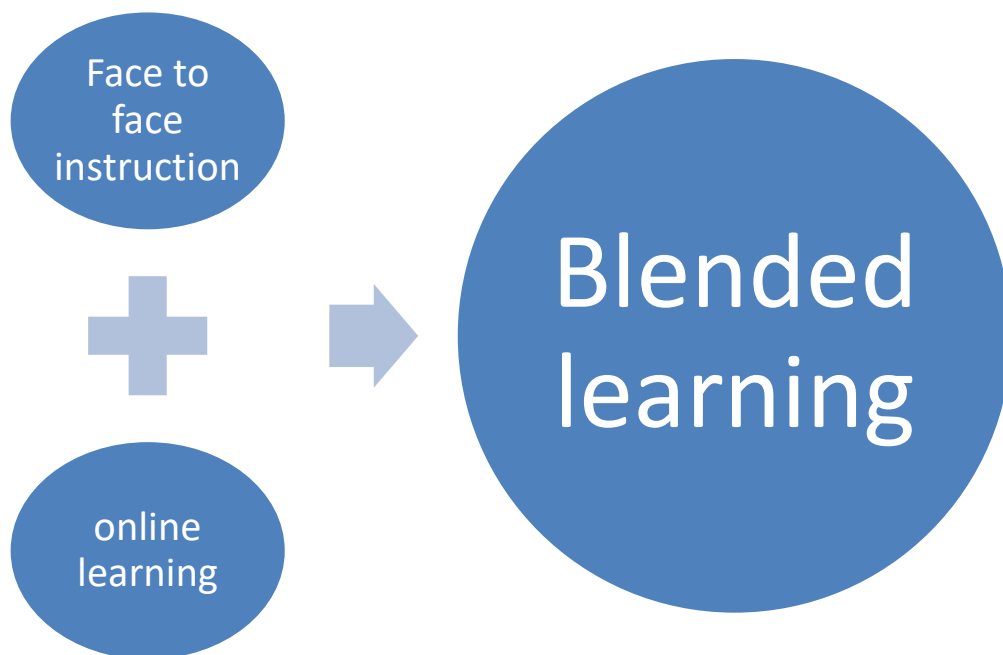 Face to
face
instruction
online
learning
Blended
learning